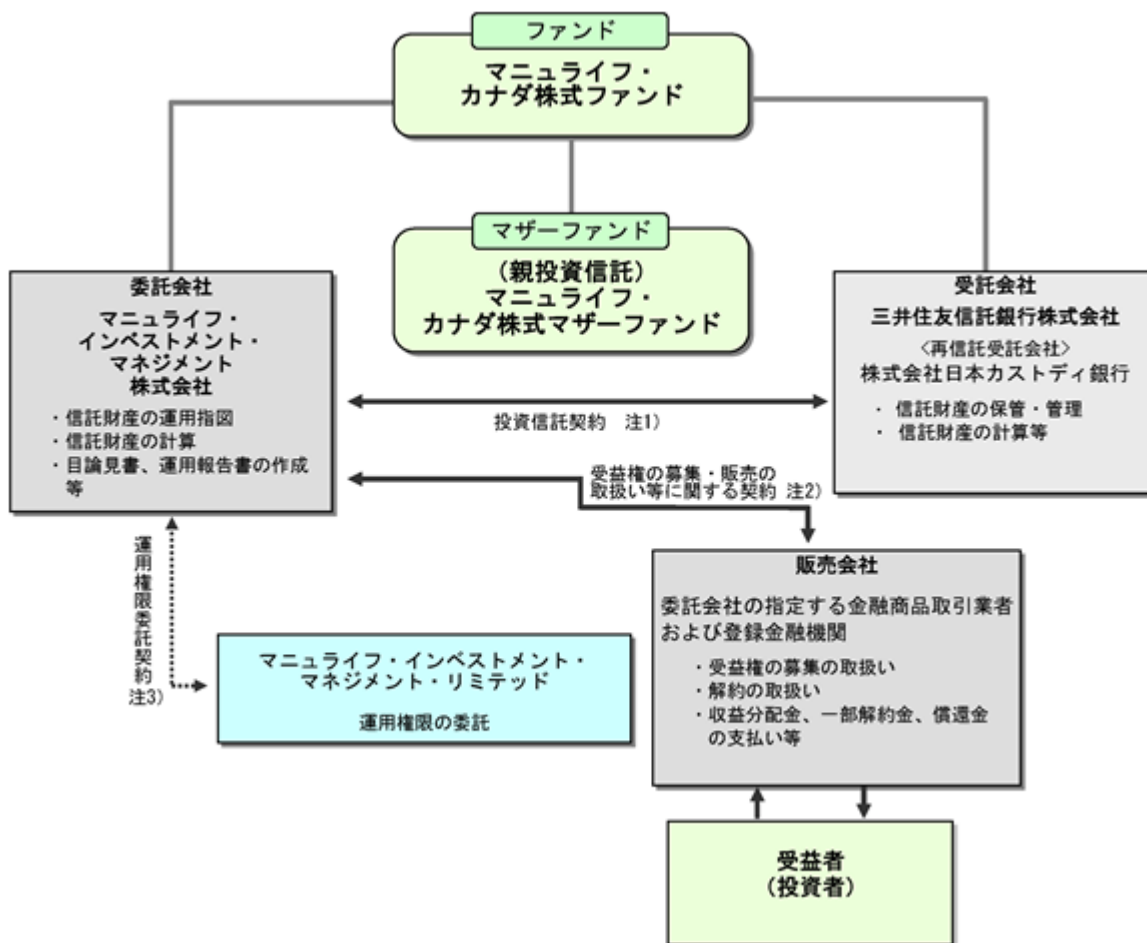 ファンド
マニュライフ・
カナダ株式ファンド
マザーファンド
（親投資信託）
マニュライフ・
カナダ株式マザーファンド
委託会社
マニュライフ・
インベストメント・
マネジメント
株式会社
・信託財産の運用指図
・信託財産の計算
・目論見書、運用報告書の作成
等
受託会社
三井住友信託銀行株式会社
〈再信託受託会社〉
株式会社日本カストディ銀行
・ 信託財産の保管・管理
・ 信託財産の計算等
投資信託契約 注1）
受益権の募集・販売の
取扱い等に関する契約 注2）
運用権限委託契約
注3）
マニュライフ・インベストメント・
マネジメント・リミテッド
運用権限の委託
販売会社
委託会社の指定する金融商品取引業者
および登録金融機関
・受益権の募集の取扱い
・解約の取扱い
・収益分配金、一部解約金、償還金
の支払い等
受益者
（投資者）